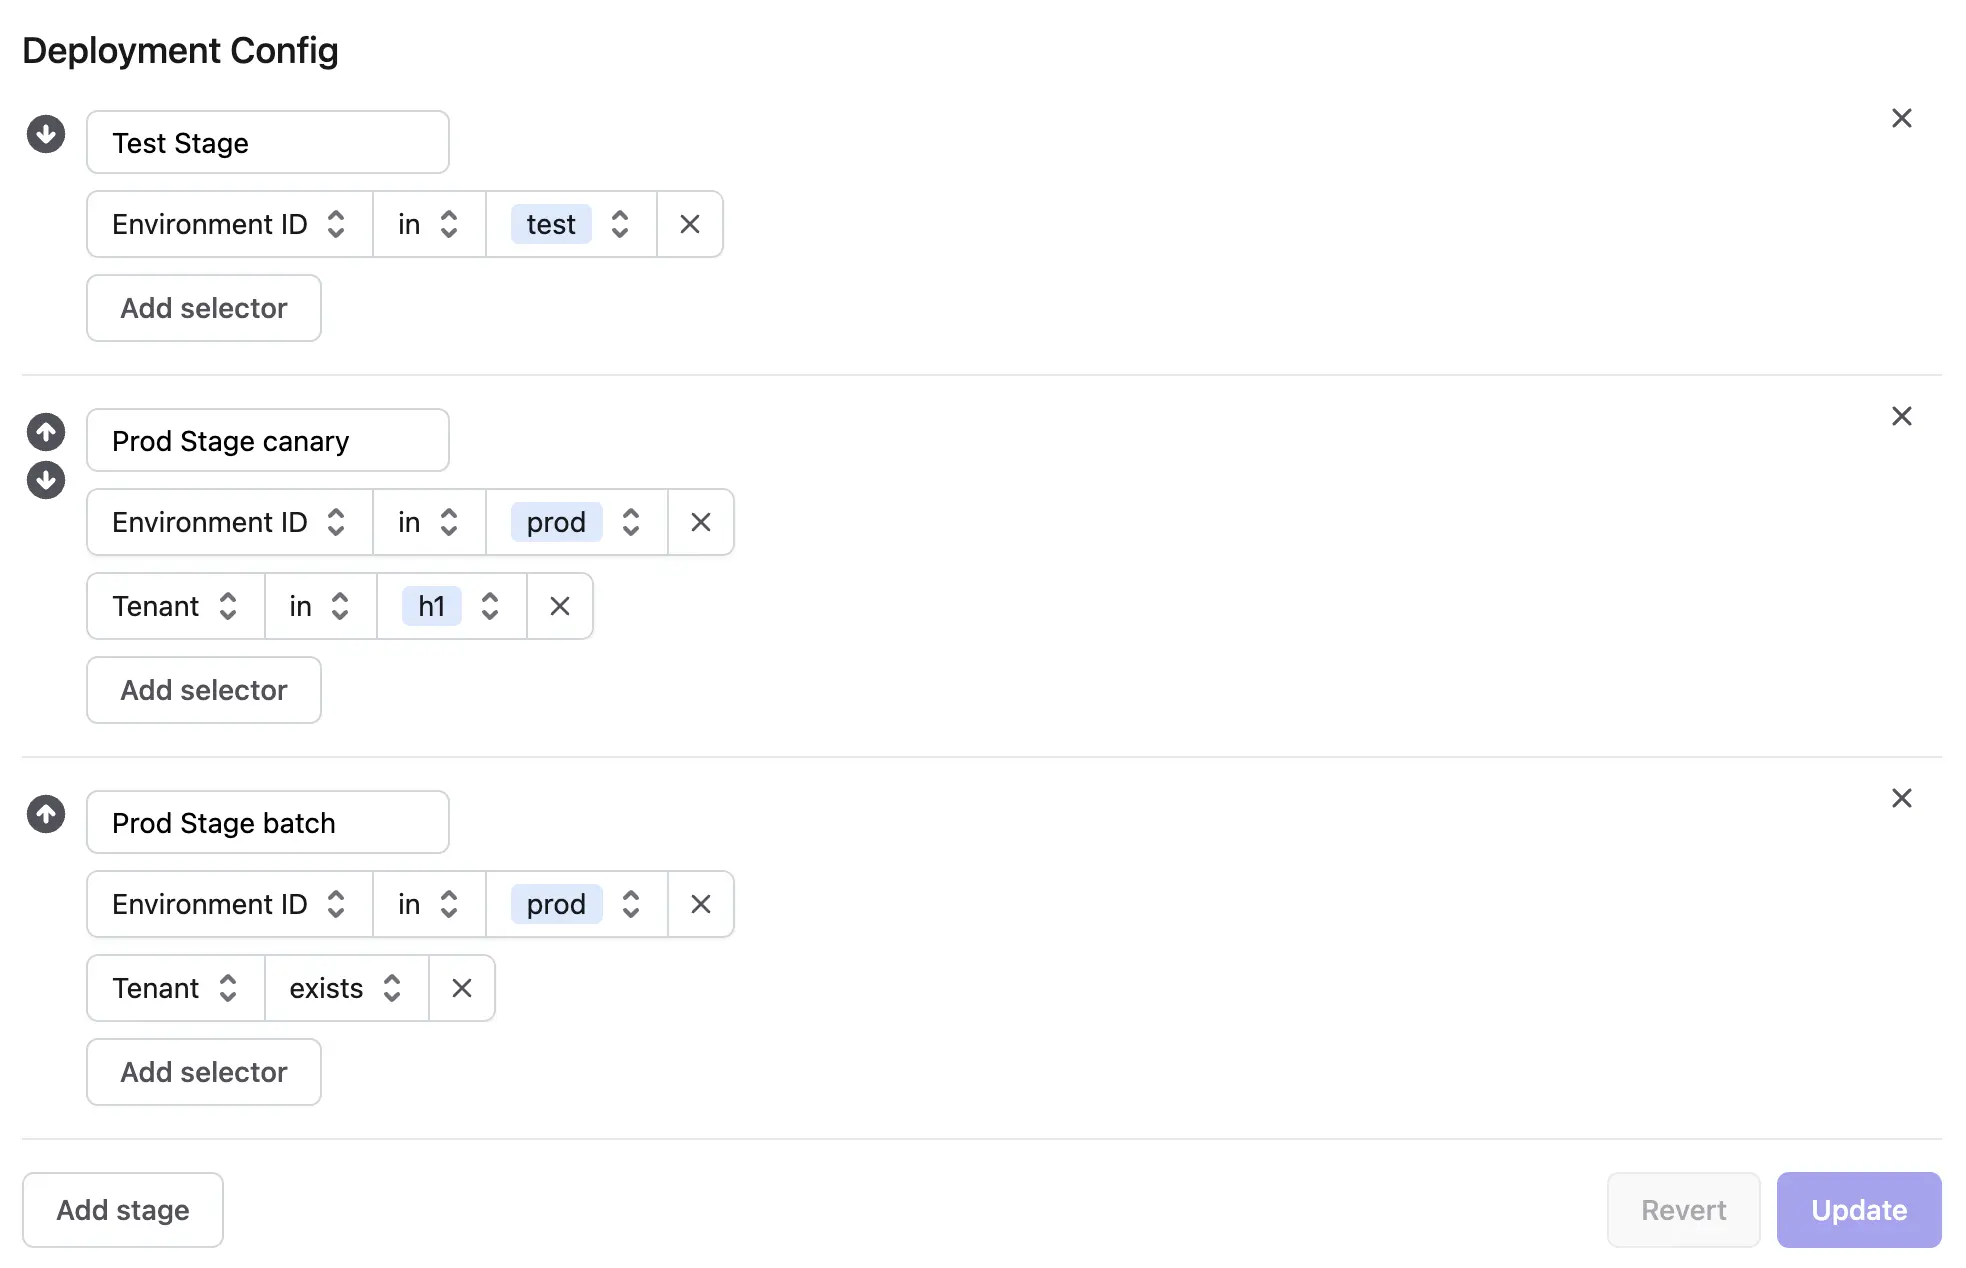 Deployment Config
Test Stage
Environment ID in test
Add selector
Prod Stage canary
Environment ID in prod
Tenant in h1
Add selector
Prod Stage batch
Environment ID in prod
Tenant exists
Add selector
Add stage Revert Update